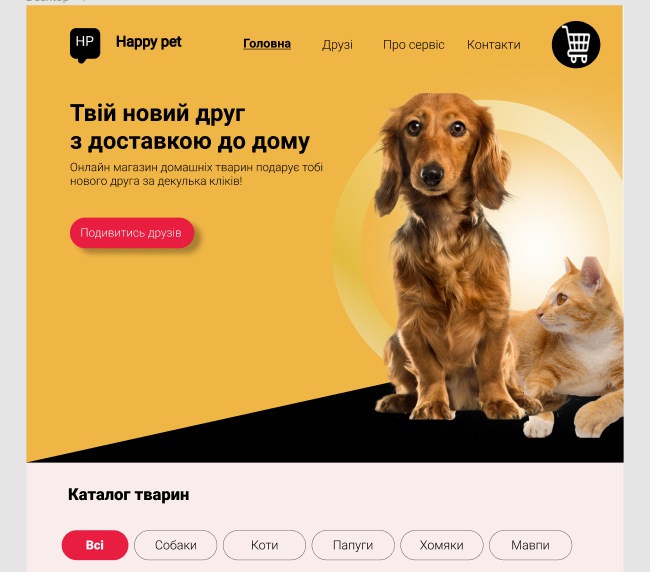 HP
Happy pet
Головна
Друзі
Про сервіс
Контакти
Твій новий друг
з доставкою до дому
Онлайн магазин домашніх тварин подарує тобі
нового друга за декулька кліків!
Подивитись друзів
Каталог тварин
Всі
Собаки
Коти
Папуги
Хомяки
Мавпи